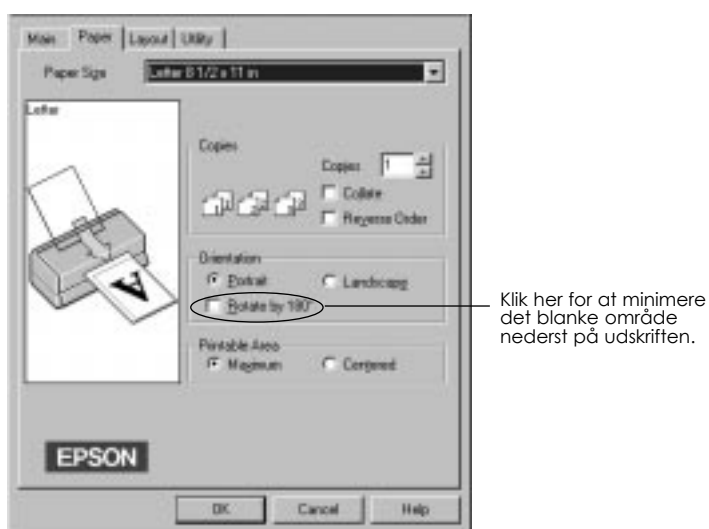 Main Paper Layout Utility
Paper Size Letter 8 1/2 x 11 in
Letter
Copies
Copies 1
Collate
Reverse Order
Orientation
Portrait Landscape
Rotate by 180°
Klik her for at minimere
det blanke område
nederst på udskriften.
Printable Area
Maximum Centered
EPSON
OK Cancel Help